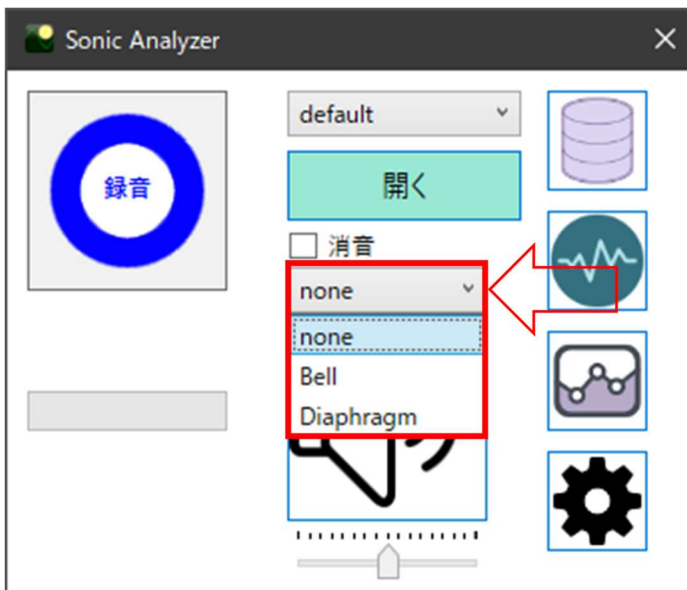 Sonic Analyzer
録音
default
開く
消音
none
none
Bell
Diaphragm